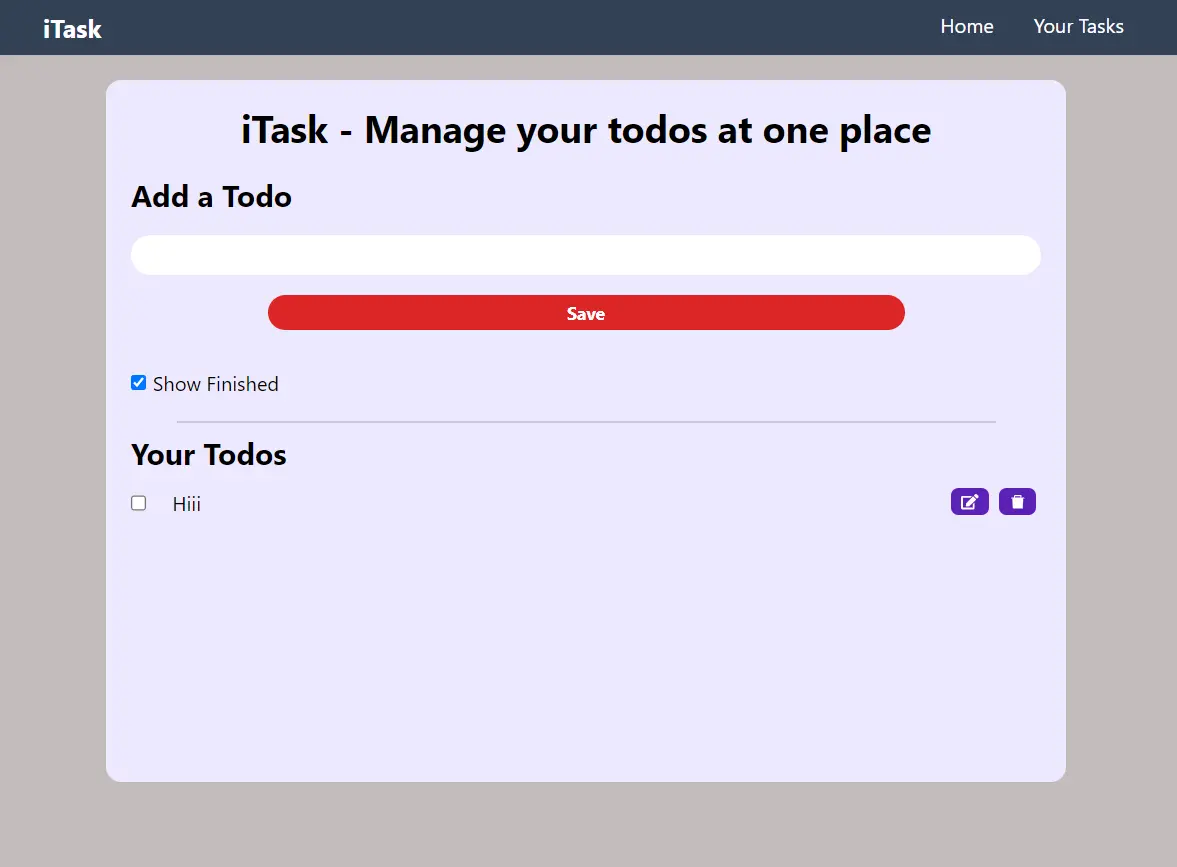 iTask
Home
Your Tasks
iTask - Manage your todos at one place
Add a Todo
Save
Show Finished
Your Todos
Hiii